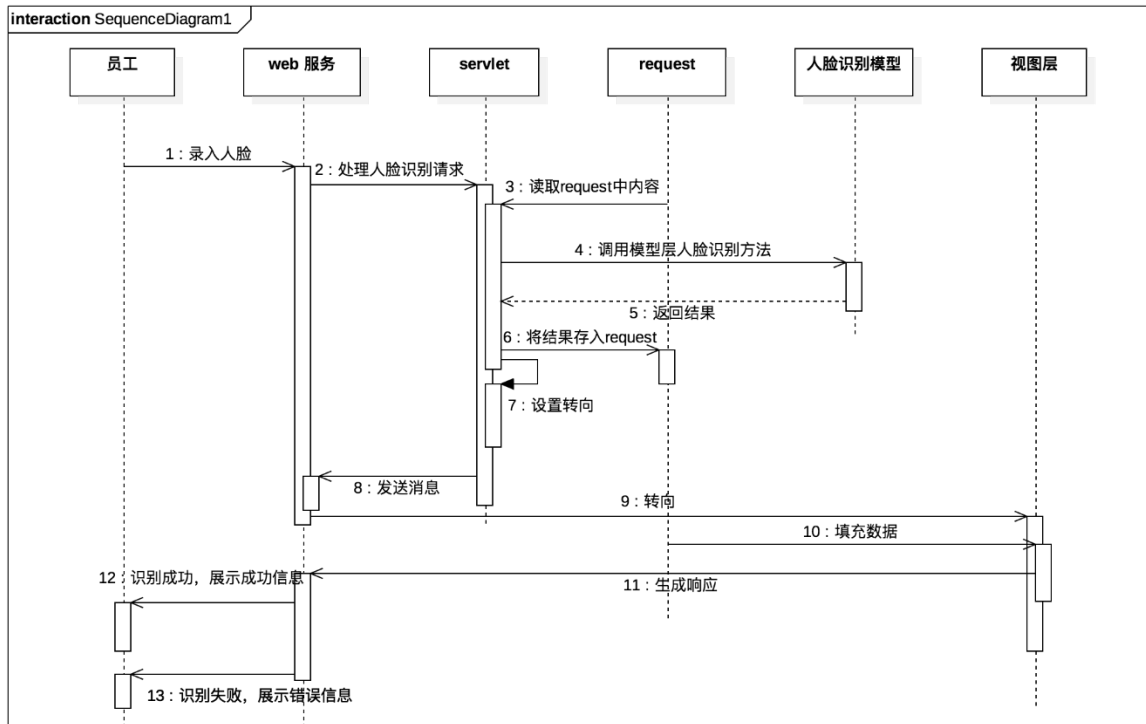 interaction SequenceDiagram1
员工
web 服务
servlet
request
人脸识别模型
视图层
1 : 录入人脸
2 : 处理人脸识别请求
3 : 读取request中内容
4 : 调用模型层人脸识别方法
5 : 返回结果
6 : 将结果存入request
7 : 设置转向
8 : 发送消息
9 : 转向
10 : 填充数据
11 : 生成响应
12 : 识别成功，展示成功信息
13 : 识别失败，展示错误信息